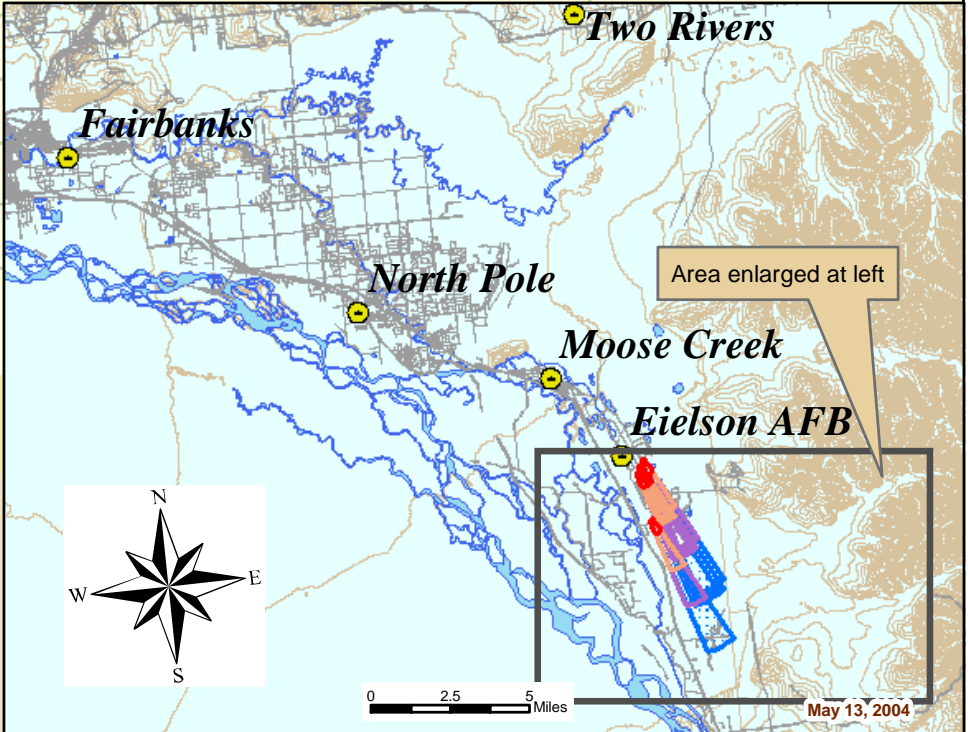 Two Rivers
Fairbanks
Area enlarged at left
North Pole
Moose Creek
Eielson AFB
N
W
E
S
0 2.5 5
Miles
May 13, 2004